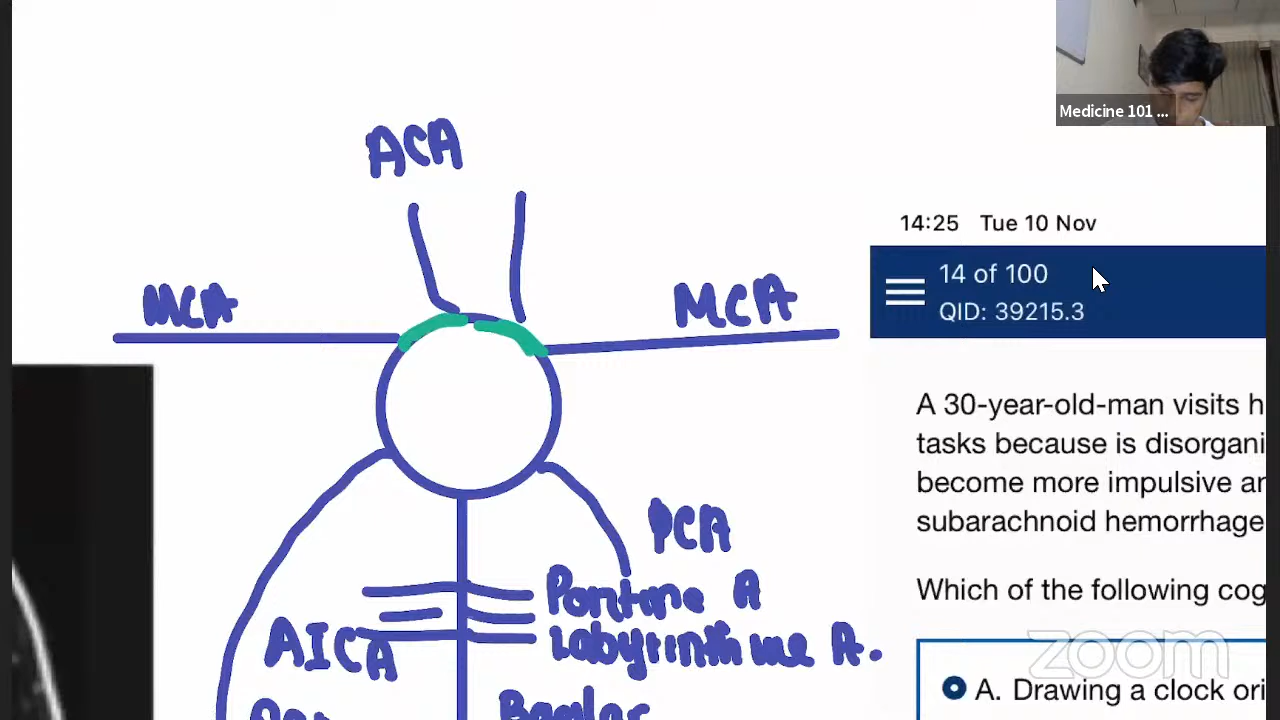 Medicine 101 ...
ACA
14:25 Tue 10 Nov
14 of 100
QID: 39215.3
MCA
MCA
A 30-year-old-man visits h
tasks because is disorgani
become more impulsive ar
subarachnoid hemorrhage
PCA
Pontine A
Which of the following cog
AICA
Labyrinthine A.
zoom
A. Drawing a clock ori